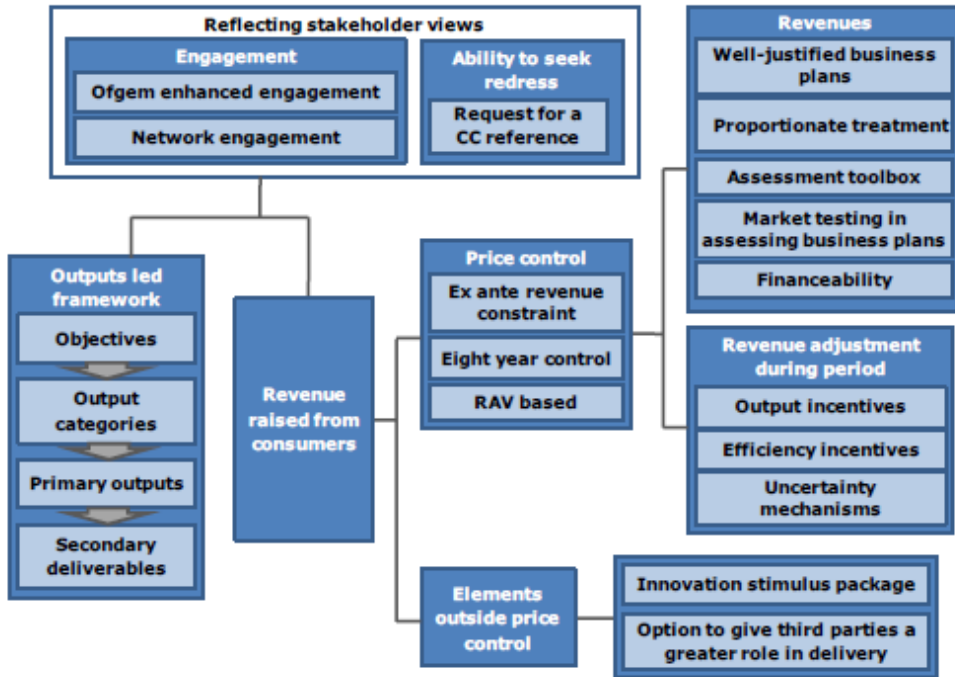 Reflecting stakeholder views
Engagement
Ofgem enhanced engagement
Network engagement
Ability to seek
redress
Request for a
CC reference
Outputs led
framework
Objectives
Output
categories
Primary outputs
Secondary
deliverables
Revenue
raised from
consumers
Price control
Ex ante revenue
constraint
Eight year control
RAV based
Elements
outside price
control
Revenues
Well-justified business
plans
Proportionate treatment
Assessment toolbox
Market testing in
assessing business plans
Financeability
Revenue adjustment
during period
Output incentives
Efficiency incentives
Uncertainty
mechanisms
Innovation stimulus package
Option to give third parties a
greater role in delivery